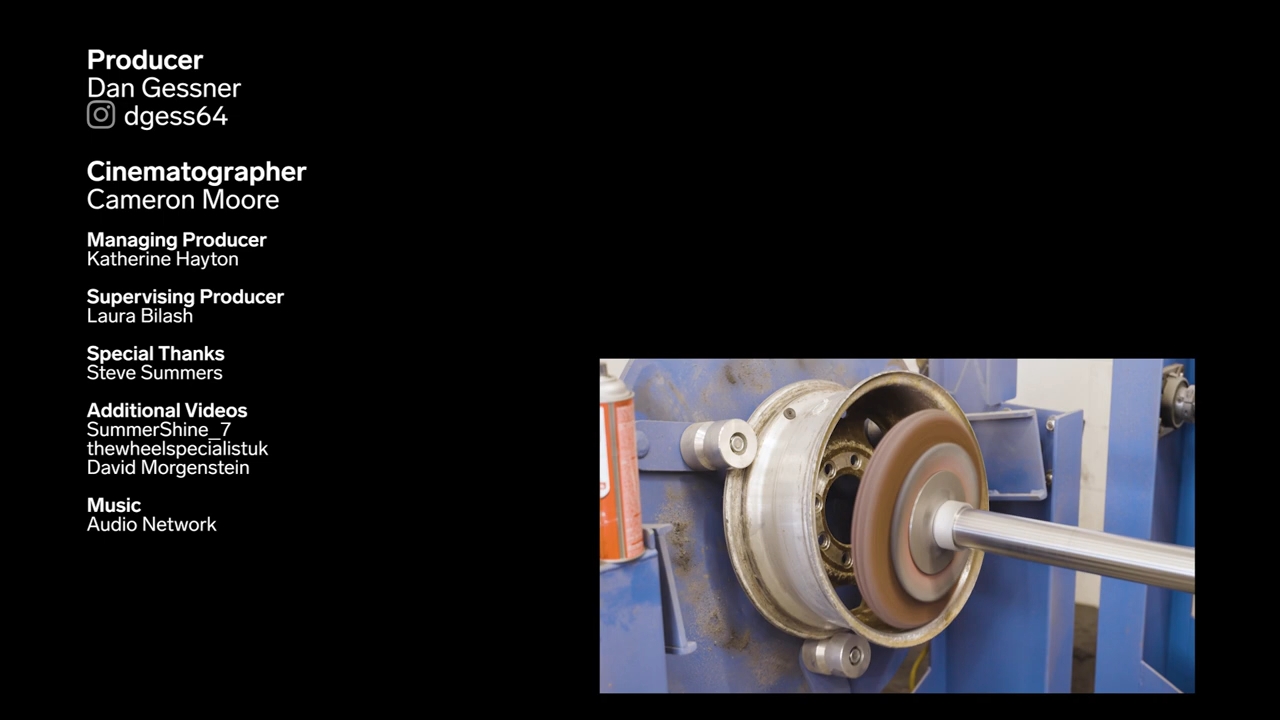 Producer
Dan Gessner
dgess64
Cinematographer
Cameron Moore
Managing Producer
Katherine Hayton
Supervising Producer
Laura Bilash
Special Thanks
Steve Summers
Additional Videos
SummerShine_7
thewheelspecialistuk
David Morgenstein
Music
Audio Network